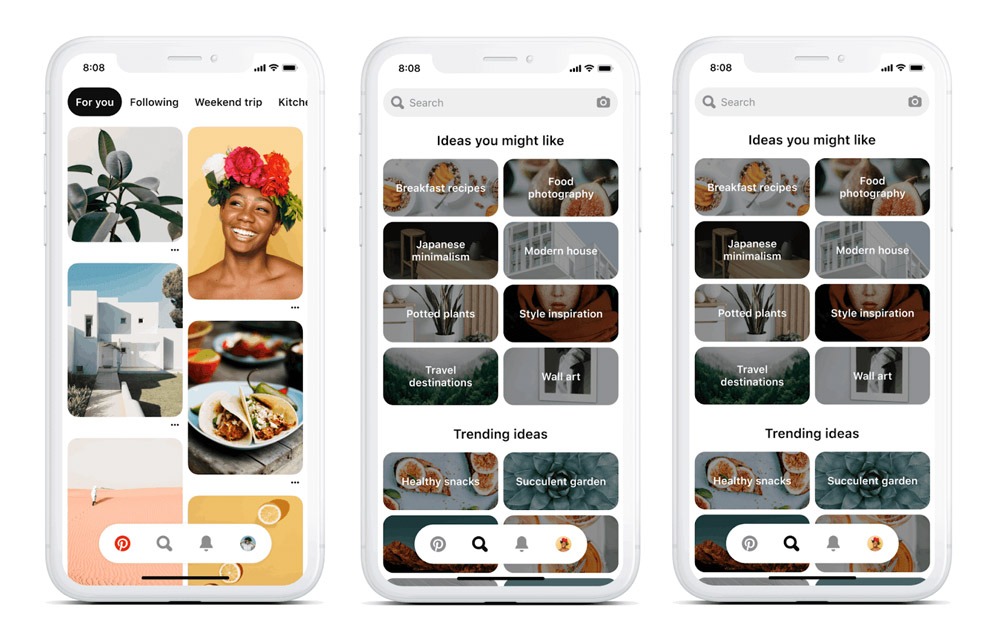 8:08
For you
Following
Weekend trip
Kitche
8:08
Search
Ideas you might like
Breakfast recipes
Food
photography
Japanese
minimalism
Modern house
Potted plants
Style inspiration
Travel
destinations
Wall art
Trending ideas
Healthy snacks
Succulent garden
8:08
Search
Ideas you might like
Breakfast recipes
Food
photography
Japanese
minimalism
Modern house
Potted plants
Style inspiration
Travel
destinations
Wall art
Trending ideas
Healthy snacks
Succulent garden